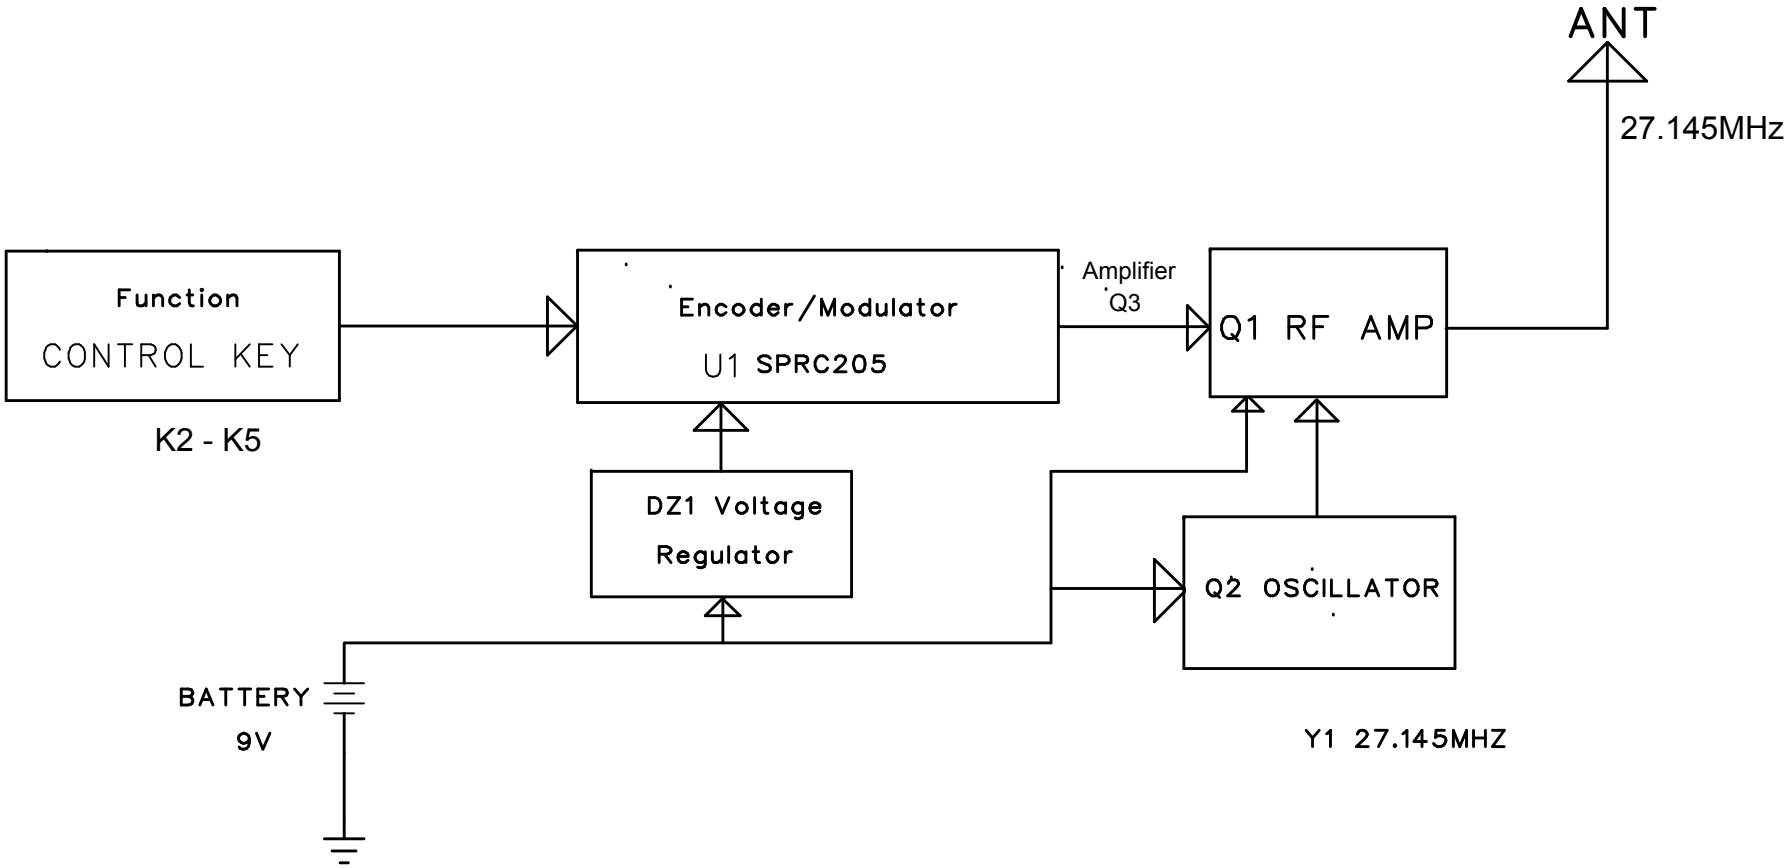 ANT
27.145MHz
Function
CONTROL KEY
K2 - K5
Encoder/Modulator
U1 SPRC205
Amplifier
Q3
Q1 RF AMP
DZ1 Voltage
Regulator
Q2 OSCILLATOR
BATTERY
9V
Y1 27.145MHZ